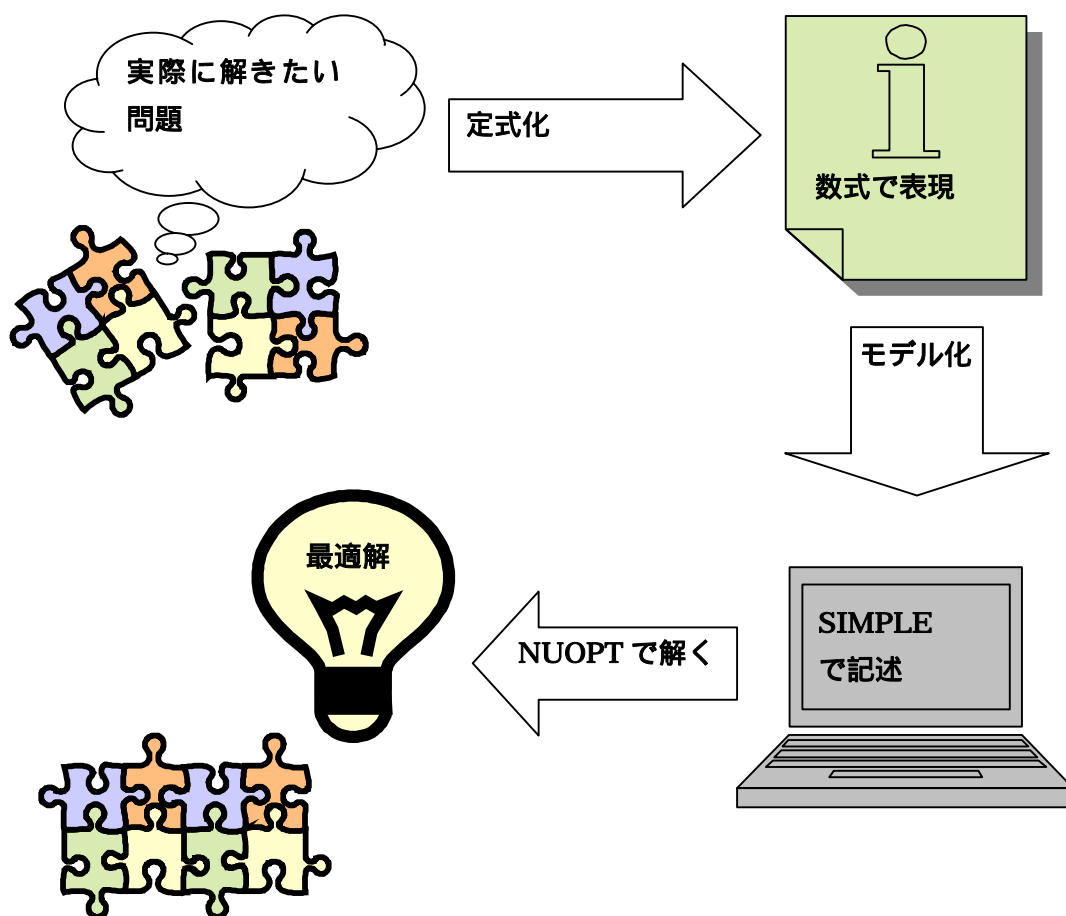 実際に解きたい
問題
定式化
数式で表現
モデル化
SIMPLE
で記述
NUOPT で解く
最適解